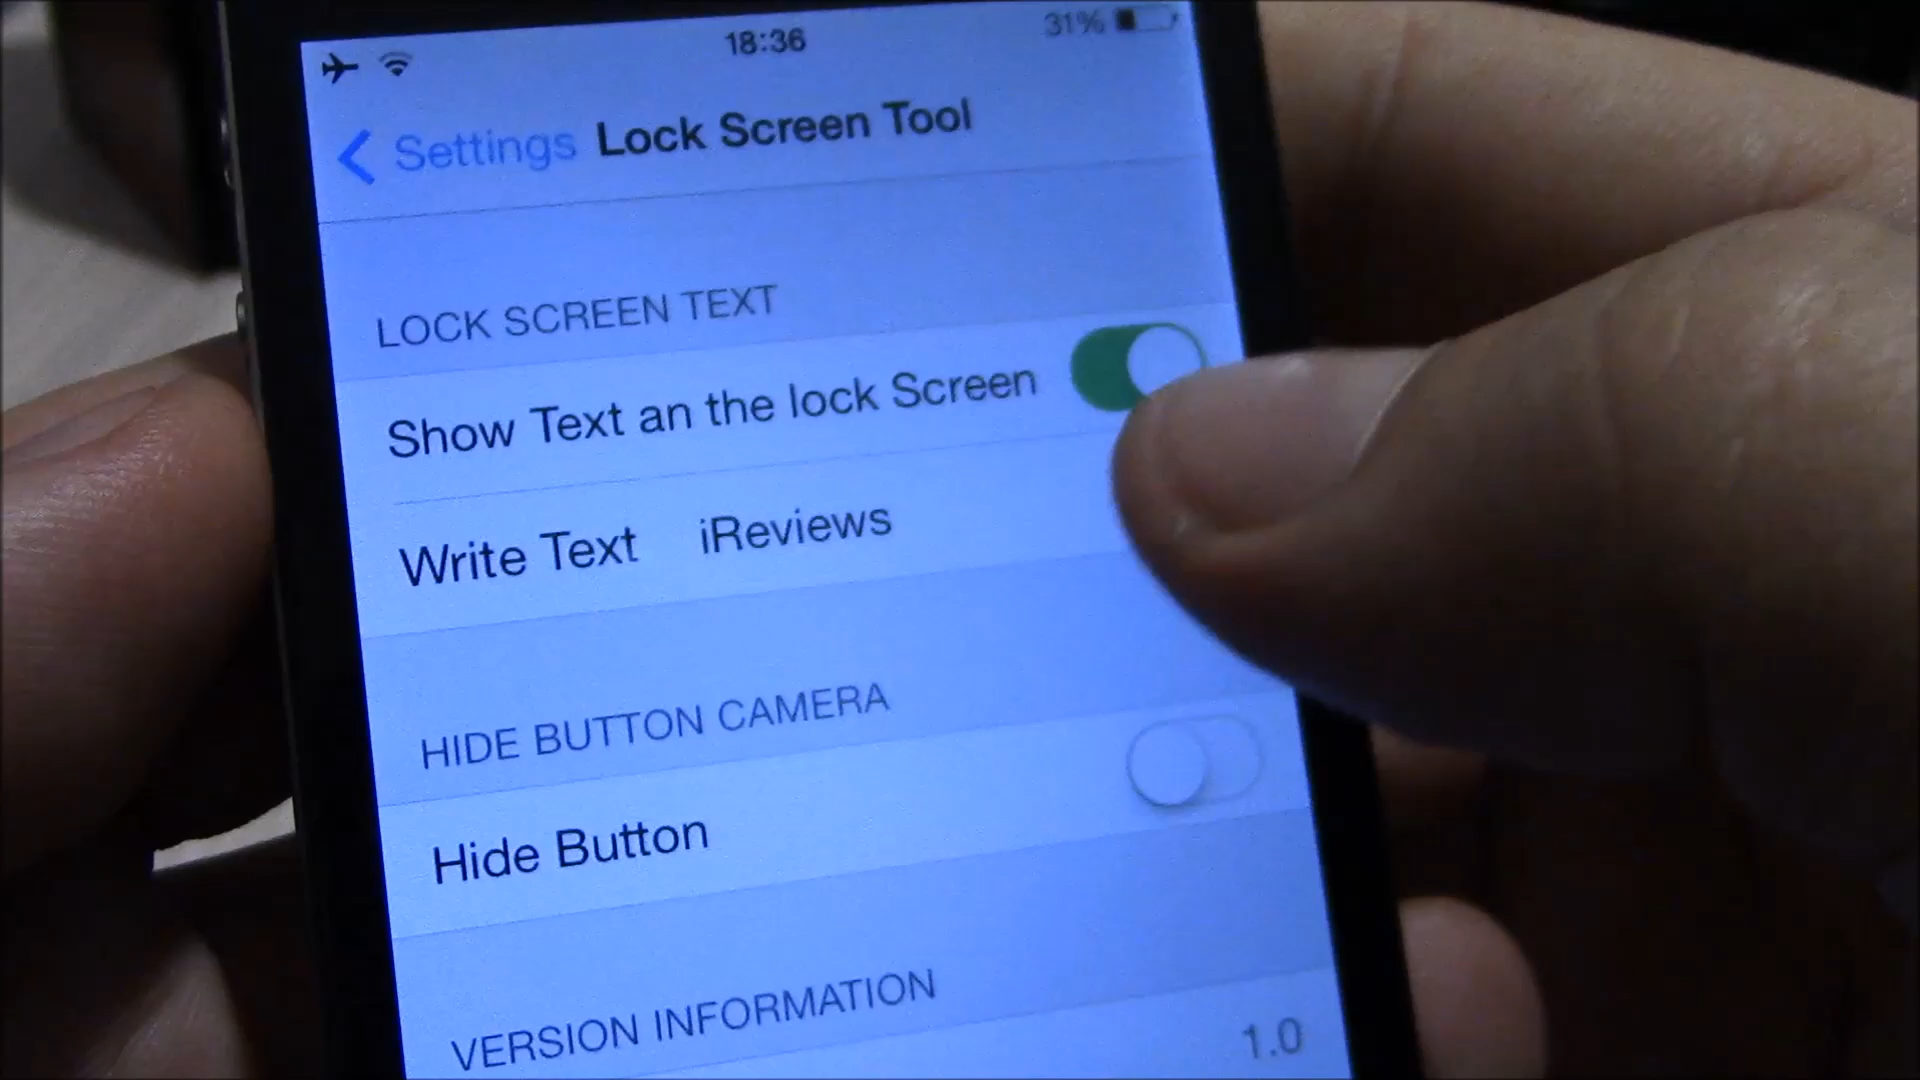 18:36
31%
Settings Lock Screen Tool
LOCK SCREEN TEXT
Show Text an the lock Screen
Write Text iReviews
HIDE BUTTON CAMERA
Hide Button
VERSION INFORMATION
1.0